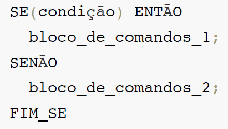 SE(condição) ENTÃO
bloco_de_comandos_1;
SENÃO
bloco_de_comandos_2;
FIM_SE